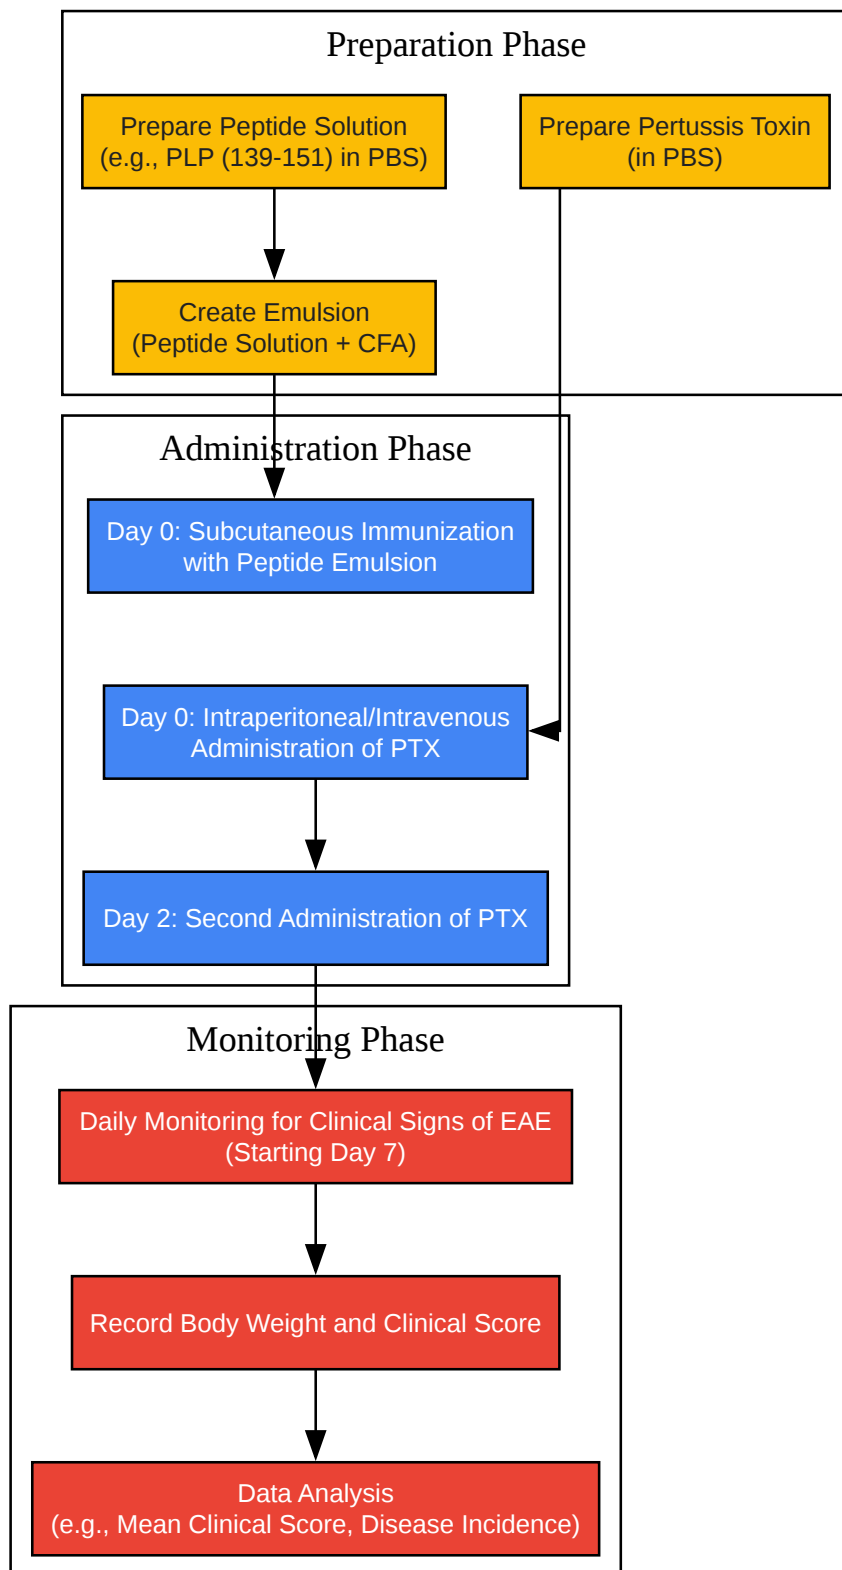 Preparation Phase
Prepare Peptide Solution
(e.g., PLP (139-151) in PBS)
Prepare Pertussis Toxin
(in PBS)
Create Emulsion
(Peptide Solution + CFA)
Administration Phase
Day 0: Subcutaneous Immunization
with Peptide Emulsion
Day 0: Intraperitoneal/Intravenous
Administration of PTX
Day 2: Second Administration of PTX
Monitoring Phase
Daily Monitoring for Clinical Signs of EAE
(Starting Day 7)
Record Body Weight and Clinical Score
Data Analysis
(e.g., Mean Clinical Score, Disease Incidence)